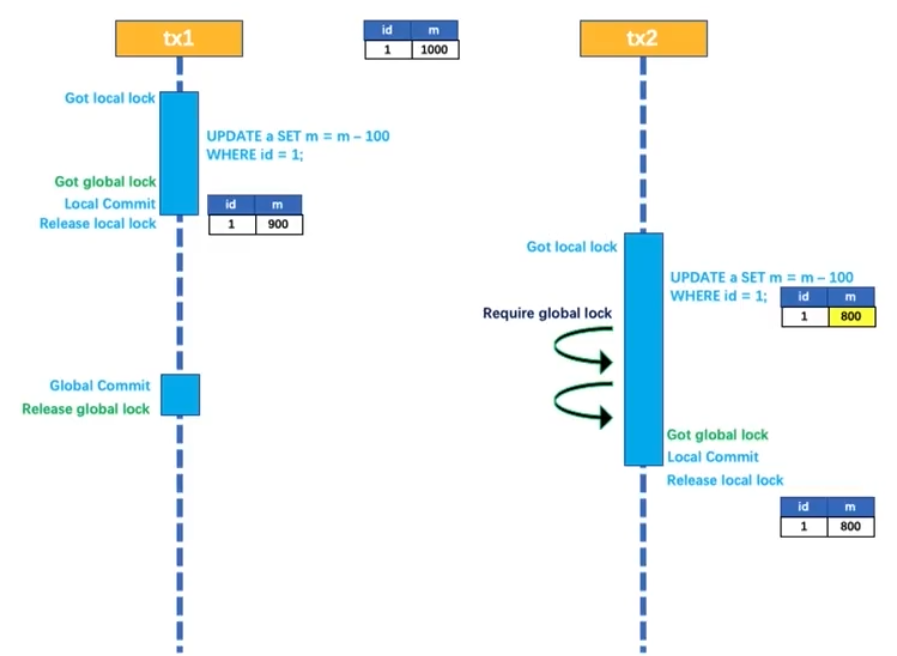 tx1
id m
1 1000
tx2
Got local lock
UPDATE a SET m = m – 100
WHERE id = 1;
Got global lock
Local Commit
Release local lock
id m
1 900
Got local lock
UPDATE a SET m = m – 100
WHERE id = 1;
id m
1 800
Require global lock
Global Commit
Release global lock
Got global lock
Local Commit
Release local lock
id m
1 800